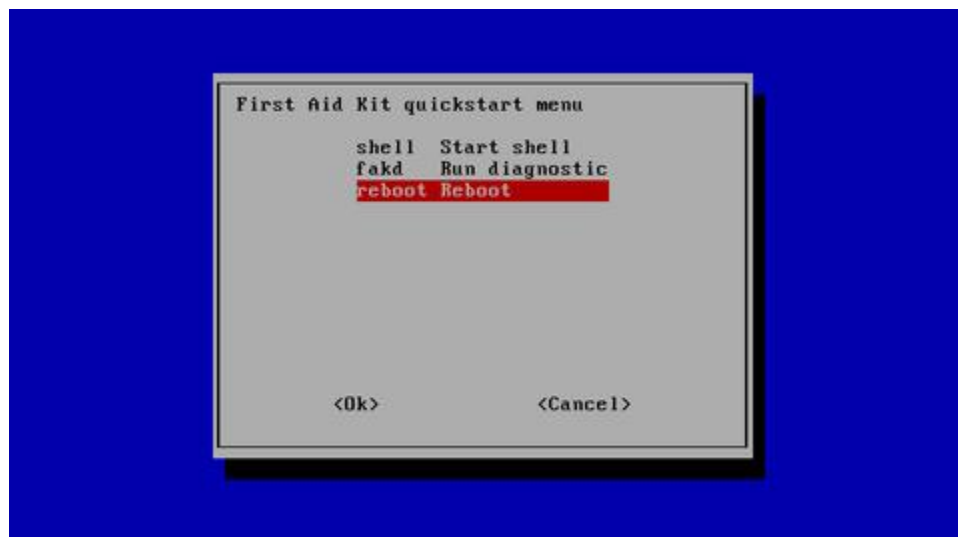 First Aid Kit quickstart menu
shell Start shell
fakd Run diagnostic
reboot Reboot
<Ok> <Cancel>